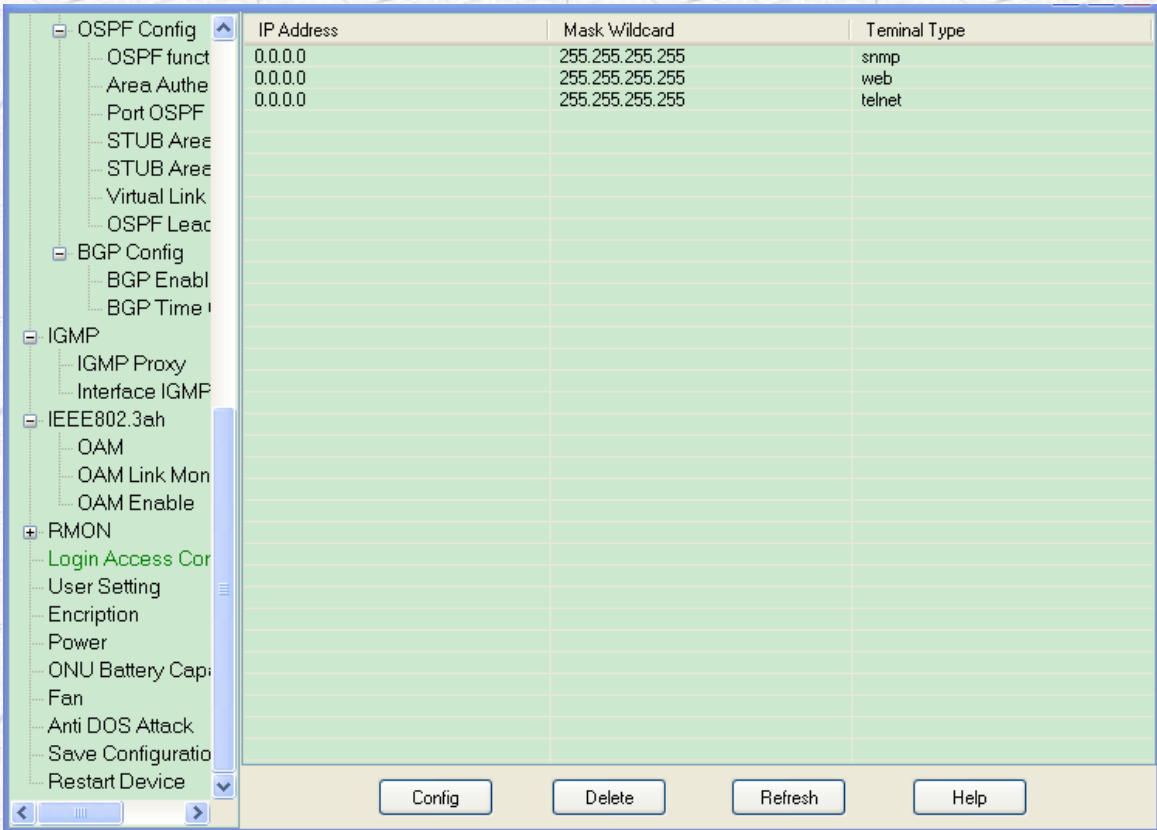 OSPF Config
OSPF funct
Area Authe
Port OSPF
STUB Area
STUB Area
Virtual Link
OSPF Leac
BGP Config
BGP Enabl
BGP Time
IGMP
IGMP Proxy
Interface IGMP
IEEE802.3ah
OAM
OAM Link Mon
OAM Enable
RMON
Login Access Cor
User Setting
Encription
Power
ONU Battery Capa
Fan
Anti DOS Attack
Save Configuratio
Restart Device
IP Address Mask Wildcard Teminal Type
0.0.0.0 255.255.255.255 snmp
0.0.0.0 255.255.255.255 web
0.0.0.0 255.255.255.255 telnet
Config Delete Refresh Help